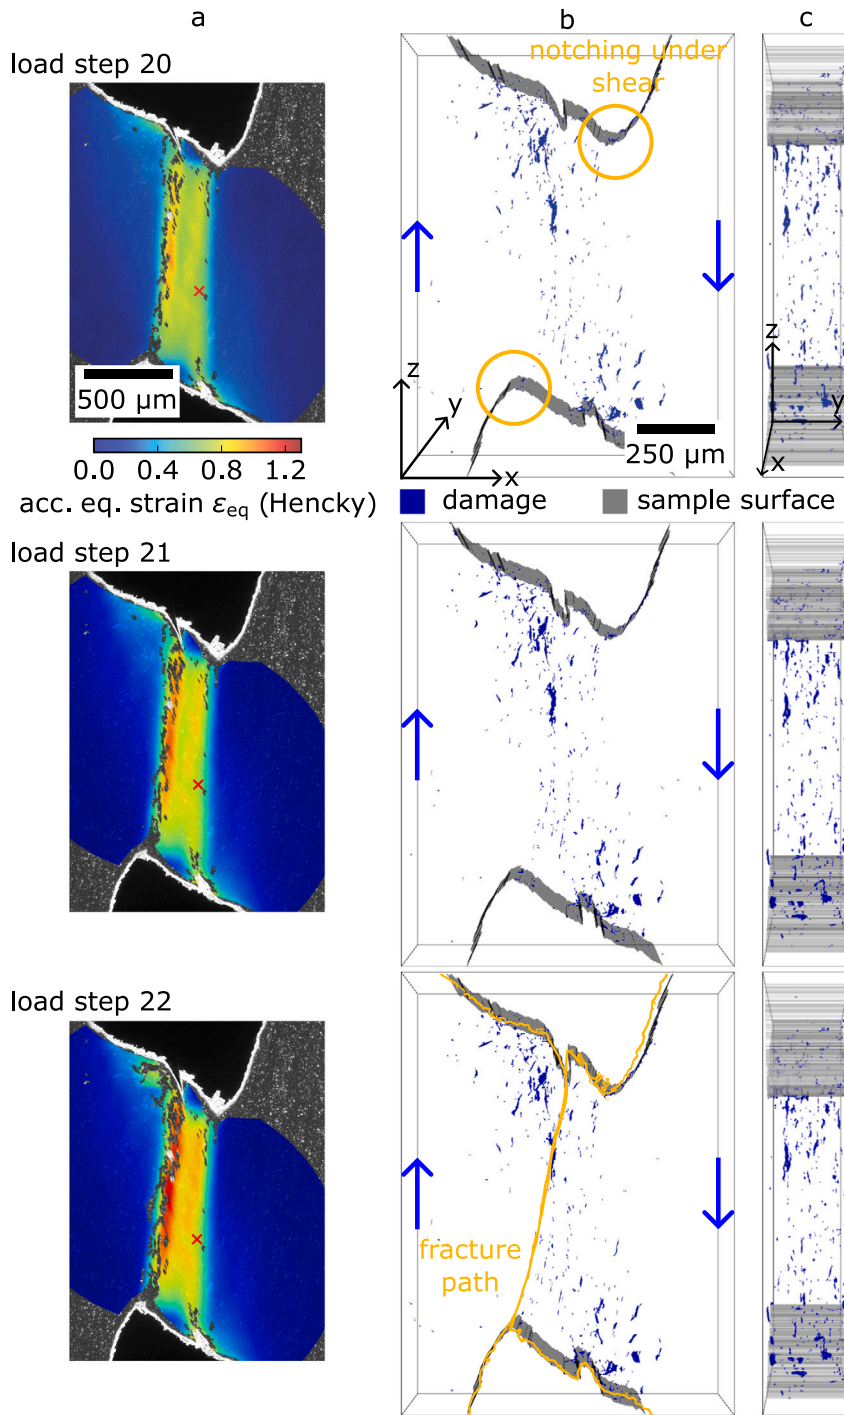 a
b
c
load step 20
notching under
shear
500 µm
z
y
x
250 µm
z
y
x
0.0 0.4 0.8 1.2
acc. eq. strain εeq (Hencky)
damage
sample surface
load step 21
load step 22
fracture
path